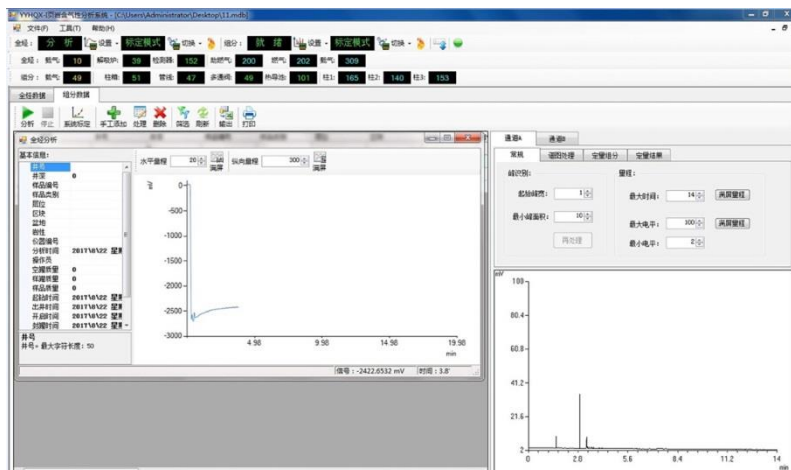 YYHQX-页岩含气性分析系统 - [C:\Users\Administrator\Desktop\11.mdb]
文件(F) 工具(T) 帮助(H)
全烃: 分 析 设置 标定模式 切换 组分: 就 绪 设置 标定模式 切换
全烃: 氮气: 10 解吸炉: 39 检测器: 152 助燃气: 200 燃气: 202 氮气: 309
组分: 氮气: 49 柱箱: 51 管线: 47 多通阀: 49 热导池: 101 柱1: 165 柱2: 140 柱3: 153
全烃数据 组分数据
分析 停止 系统标定 手工添加 处理 删除 筛选 刷新 输出 打印
全烃分析
基本信息:
水平量程 20 满屏 纵向量程 300 满屏
井号
井深 0
样品编号
样品类别
层位
区块
盆地
岩性
仪器编号
分析时间 2017\8\22 星期
操作员
空罐质量 0
样罐质量 0
样品质量 0
起始时间 2017\8\22 星期
出井时间 2017\8\22 星期
开启时间 2017\8\22 星期
封罐时间 2017\8\22 星期
井号
井号- 最大字符长度: 50
mV
0
-500
-1000
-1500
-2000
-2500
-3000
4.98 9.98 14.98 19.98
min
信号: -2422.6532 mV 时间: 3.8'
通道A 通道B
常规 谱图处理 定量组分 定量结果
峰识别: 量程:
起始峰宽: 1 最大时间: 14 满屏量程
最小峰面积: 10 最大电平: 100 满屏量程
再处理 最小电平: 2
mV
100
80.4
60.8
41.2
21.6
2
0 2.8 5.6 8.4 11.2 14
min